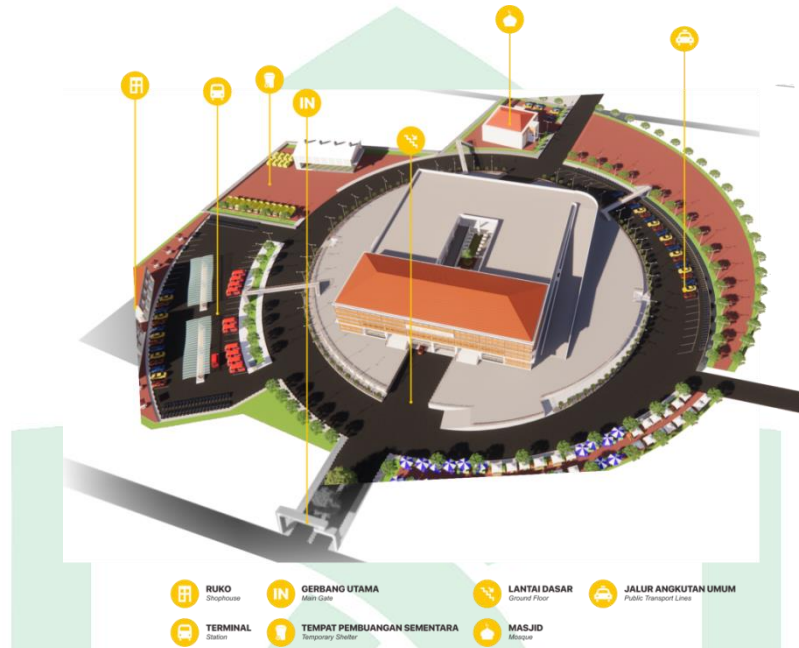 IN
RUKO
Shophouse
IN
GERBANG UTAMA
Main Gate
LANTAI DASAR
Ground Floor
JALUR ANGKUTAN UMUM
Public Transport Lines
TERMINAL
Station
TEMPAT PEMBUANGAN SEMENTARA
Temporary Shelter
MASJID
Mosque